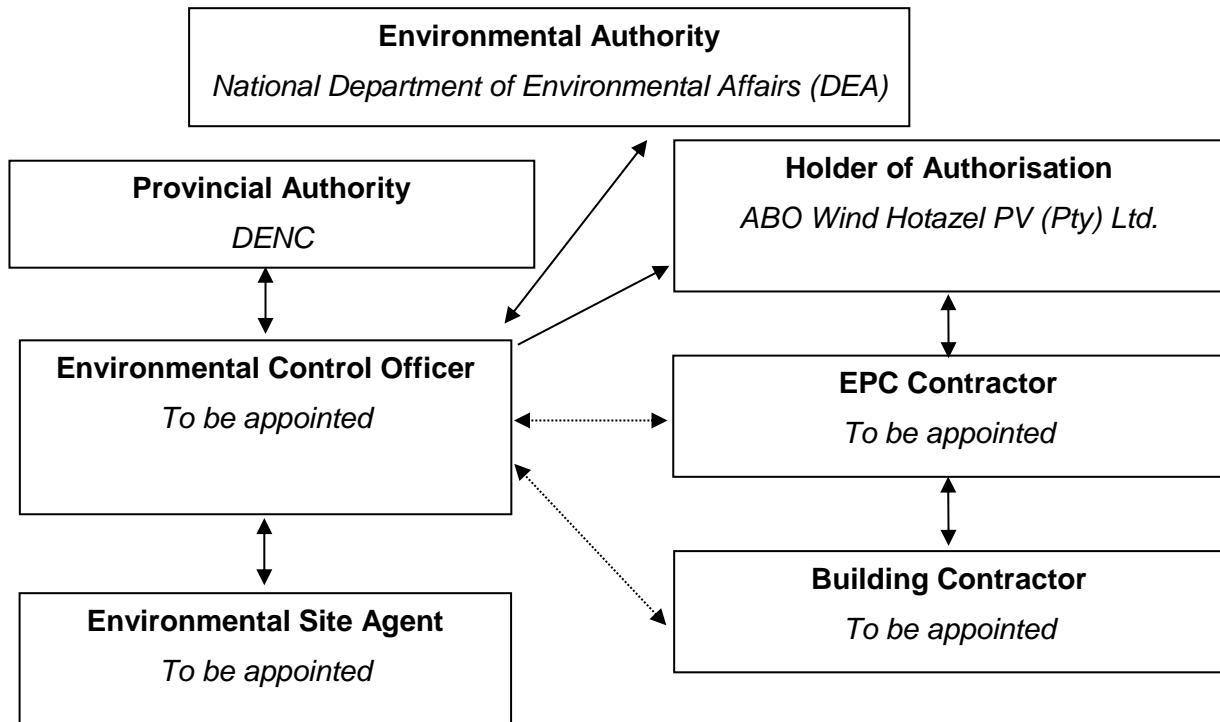 Environmental Authority
National Department of Environmental Affairs (DEA)
Provincial Authority
DENC
Holder of Authorisation
ABO Wind Hotazel PV (Pty) Ltd.
Environmental Control Officer
To be appointed
EPC Contractor
To be appointed
Environmental Site Agent
To be appointed
Building Contractor
To be appointed